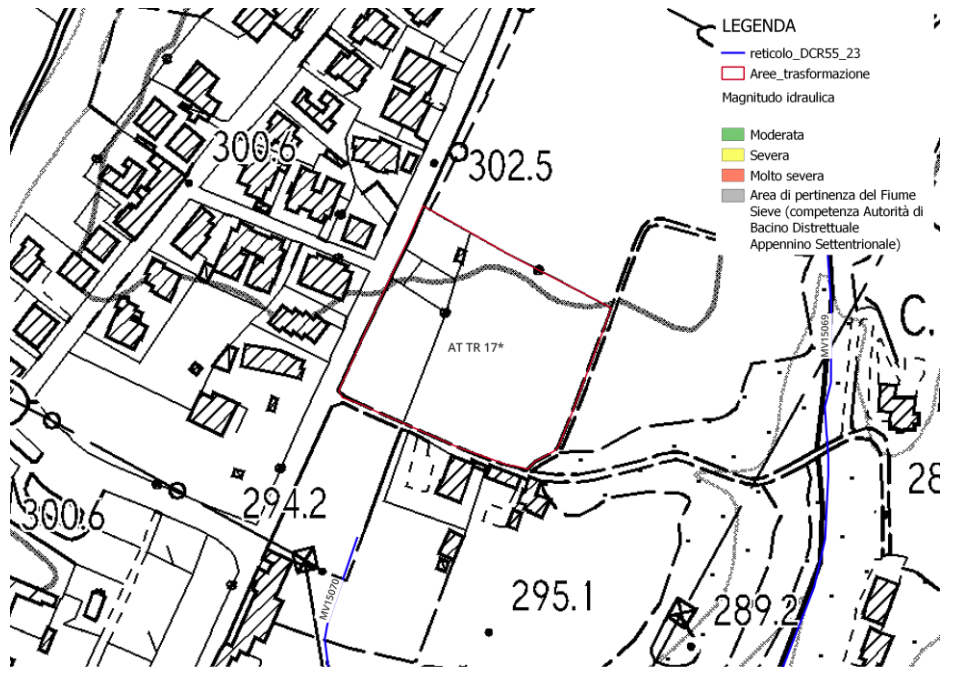 LEGENDA
reticolo_DCR55_23
Aree_trasformazione
Magnitudo idraulica
Moderata
Severa
Molto severa
Area di pertinenza del Fiume
Sieve (competenza Autorità di
Bacino Distrettuale
Appennino Settentrionale)
300.6
302.5
MV15069
C.
AT TR 17*
28
294.2
300.6
MV15070
295.1
289.2